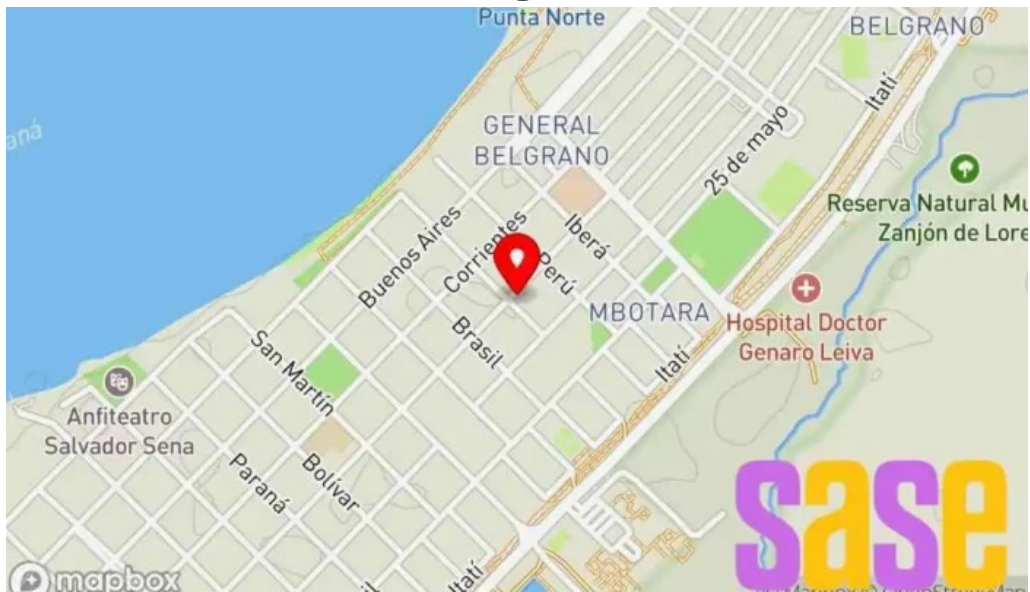 Punta Norte
BELGRANO
Itatí
aná
GENERAL
BELGRANO
25 de mayo
Reserva Natural Mu
Zanjón de Lore
Buenos Aires
Corrientes
Iberá
Perú
MBOTARA
Hospital Doctor
Genaro Leiva
Brasil
Itatí
San Martín
Anfiteatro
Salvador Sena
Bolívar
Paraná
Itatí
sase
mapbox